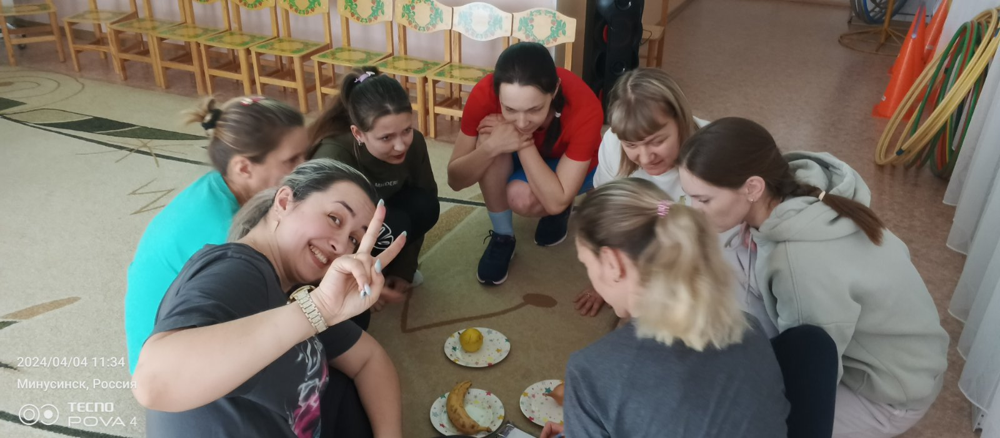 2024/04/04 11:34
Минусинск, Россия
TECNO
POVA 4